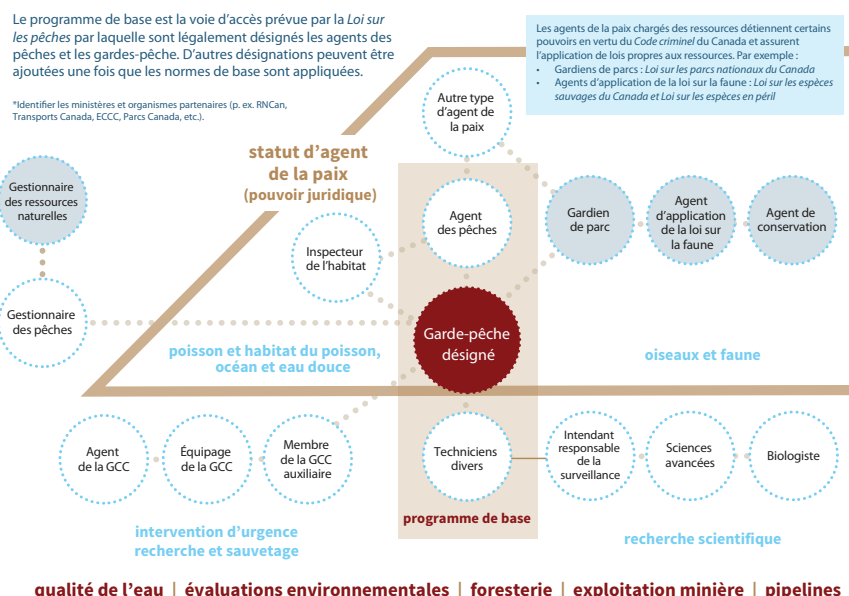 Le programme de base est la voie d'accès prévue par la Loi sur
les pêches par laquelle sont légalement désignés les agents des
pêches et les gardes-pêche. D'autres désignations peuvent être
ajoutées une fois que les normes de base sont appliquées.
*Identifier les ministères et organismes partenaires (p. ex. RNCan,
Transports Canada, ECCC, Parcs Canada, etc.).
Les agents de la paix chargés des ressources détiennent certains
pouvoirs en vertu du Code criminel du Canada et assurent
l'application de lois propres aux ressources. Par exemple :
• Gardiens de parcs : Loi sur les parcs nationaux du Canada
• Agents d'application de la loi sur la faune : Loi sur les espèces
sauvages du Canada et Loi sur les espèces en péril
Autre type
d'agent de
la paix
statut d'agent
de la paix
(pouvoir juridique)
Gestionnaire
des ressources
naturelles
Agent
des pêches
Gardien
de parc
Agent
d'application
de la loi sur
la faune
Agent de
conservation
Inspecteur
de l'habitat
Gestionnaire
des pêches
Garde-pêche
désigné
poisson et habitat du poisson,
océan et eau douce
oiseaux et faune
Agent
de la GCC
Équipage
de la GCC
Membre
de la GCC
auxiliaire
Techniciens
divers
Intendant
responsable
de la
surveillance
Sciences
avancées
Biologiste
programme de base
intervention d'urgence
recherche et sauvetage
recherche scientifique
qualité de l'eau | évaluations environnementales | foresterie | exploitation minière | pipelines